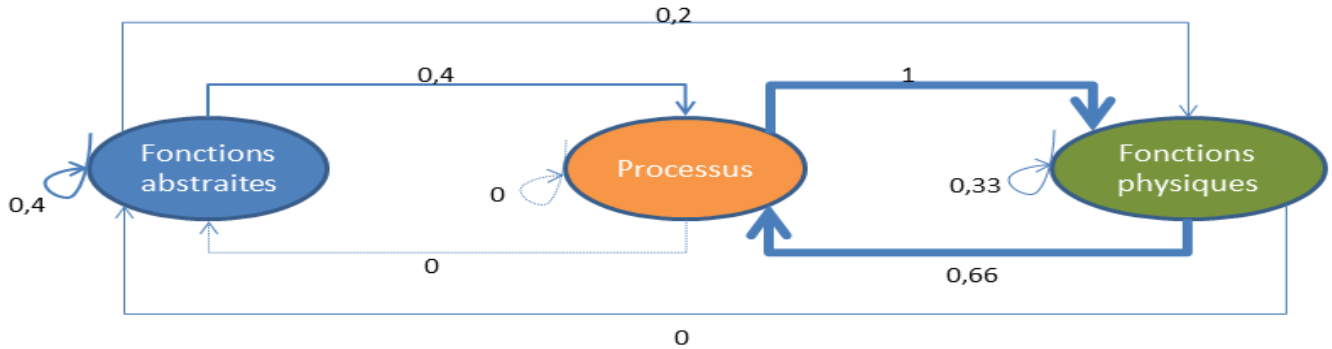 0,2
0,4
1
Fonctions
abstraites
Processus
Fonctions
physiques
0,4
0
0,33
0
0,66
0